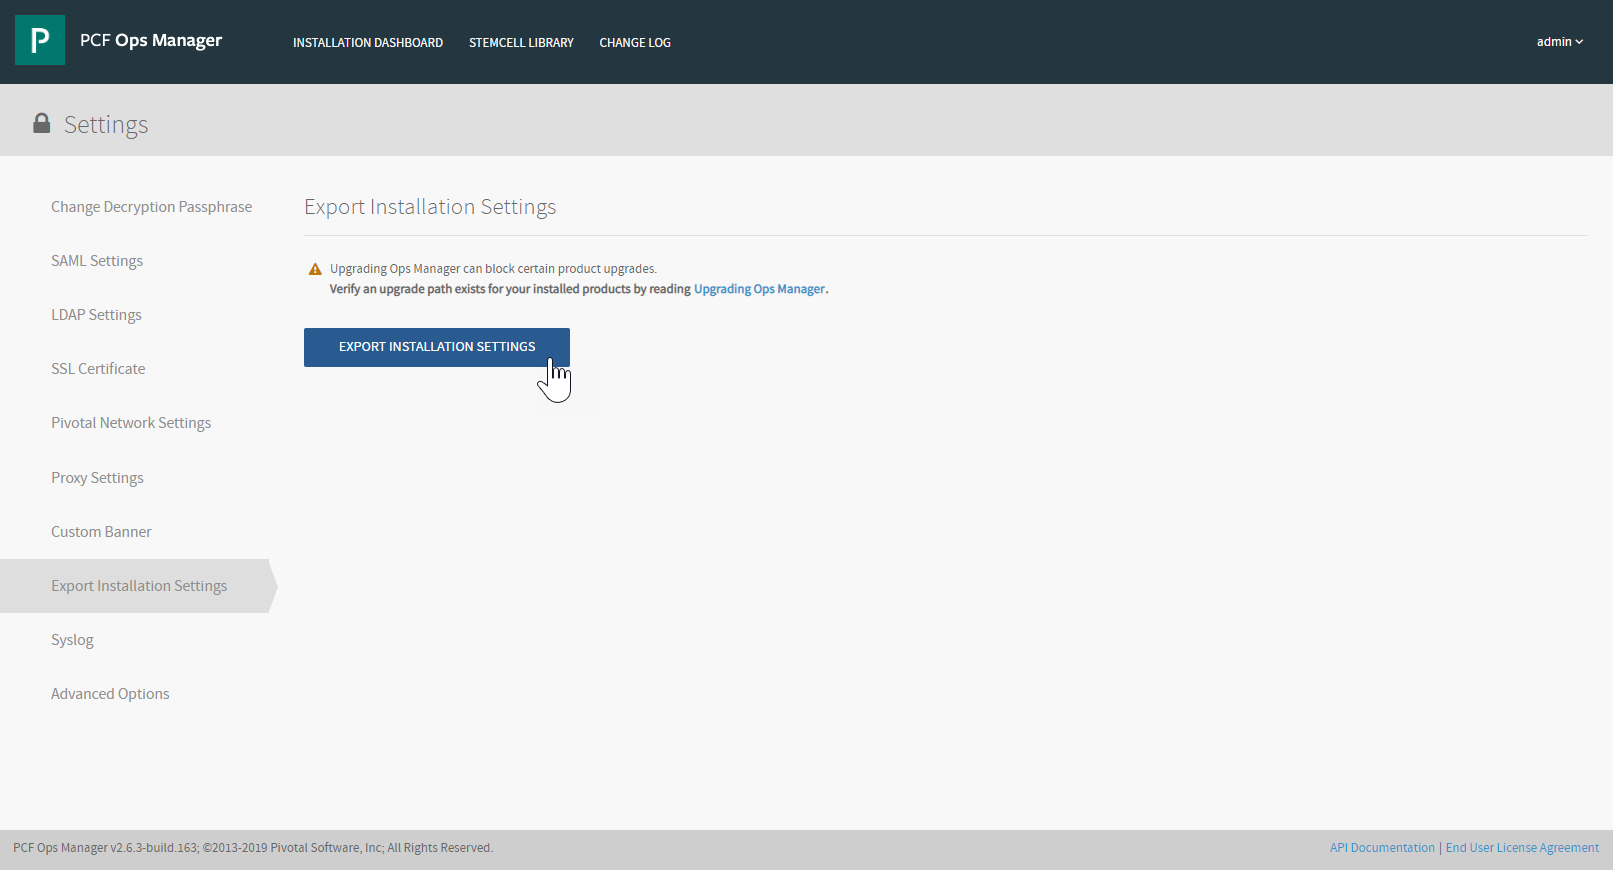 P PCF Ops Manager INSTALLATION DASHBOARD STEMCELL LIBRARY CHANGE LOG admin
Settings
Change Decryption Passphrase
SAML Settings
LDAP Settings
SSL Certificate
Pivotal Network Settings
Proxy Settings
Custom Banner
Export Installation Settings
Syslog
Advanced Options
Export Installation Settings
Upgrading Ops Manager can block certain product upgrades.
Verify an upgrade path exists for your installed products by reading Upgrading Ops Manager.
EXPORT INSTALLATION SETTINGS
PCF Ops Manager v2.6.3-build.163; ©2013-2019 Pivotal Software, Inc; All Rights Reserved. API Documentation | End User License Agreement